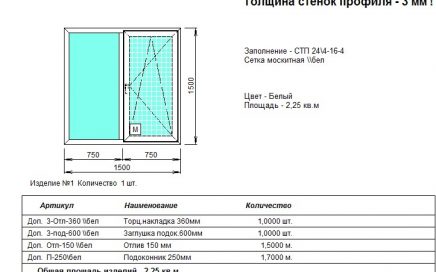 Толщина стенок профиля - 3 мм !
Заполнение - СТП 24\4-16-4
Сетка москитная \\бел
Цвет - Белый
Площадь - 2,25 кв.м
1500
М
750 750
1500
Изделие №1 Количество 1 шт.
Артикул Наименование Количество
Доп. 3-Отл-360 \\бел Торц.накладка 360мм 1,0000 шт.
Доп. 3-под-600 \\бел Заглушка подок.600мм 1,0000 шт.
Доп. Отл-150 \\бел Отлив 150 мм 1,5000 м.
Доп. П-250\бел Подоконник 250мм 1,7000 м.
Общая площадь изделий 2,25 кв.м